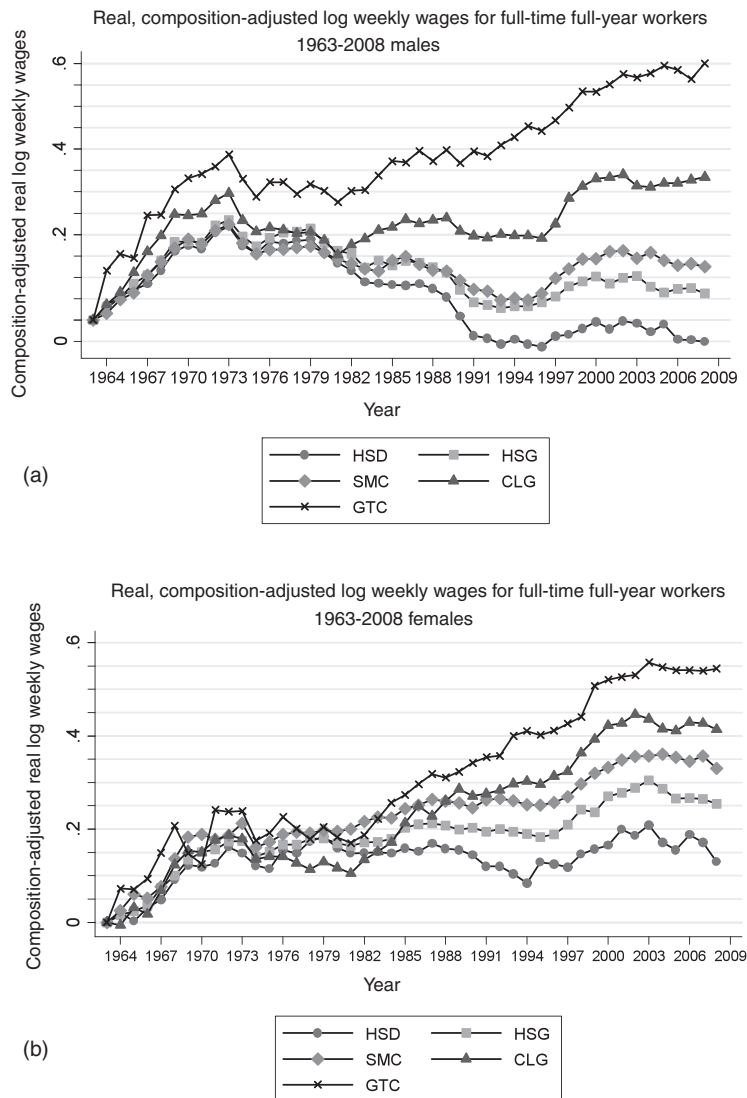 Real, composition-adjusted log weekly wages for full-time full-year workers
1963-2008 males
Composition-adjusted real log weekly wages
.6
.4
.2
0
1964 1967 1970 1973 1976 1979 1982 1985 1988 1991 1994 1997 2000 2003 2006 2009
Year
(a)
HSD HSG
SMC CLG
GTC
Real, composition-adjusted log weekly wages for full-time full-year workers
1963-2008 females
Composition-adjusted real log weekly wages
.6
.4
.2
0
1964 1967 1970 1973 1976 1979 1982 1985 1988 1991 1994 1997 2000 2003 2006 2009
Year
(b)
HSD HSG
SMC CLG
GTC